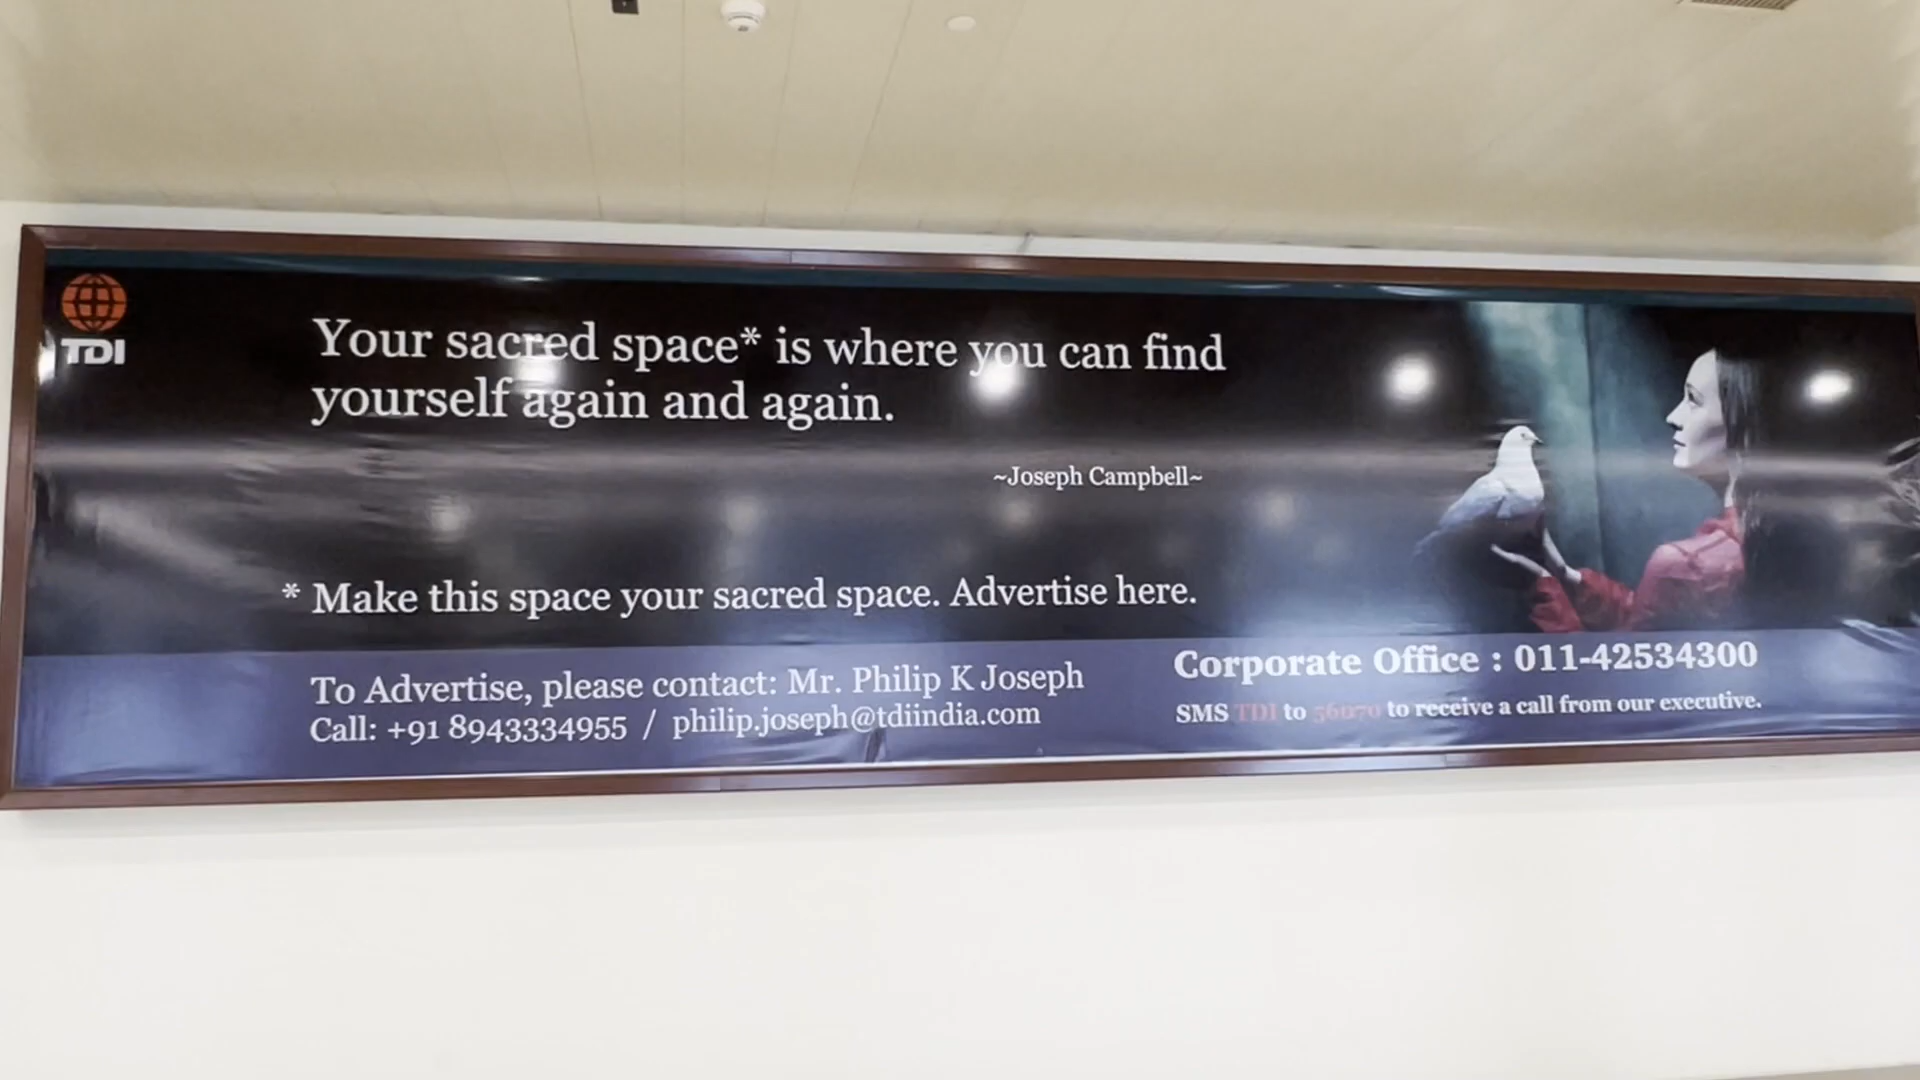 TDI
Your sacred space* is where you can find
yourself again and again.
~Joseph Campbell~
* Make this space your sacred space. Advertise here.
To Advertise, please contact: Mr. Philip K Joseph
Call: +91 8943334955 / philip.joseph@tdiindia.com
Corporate Office : 011-42534300
SMS TDI to 56070 to receive a call from our executive.